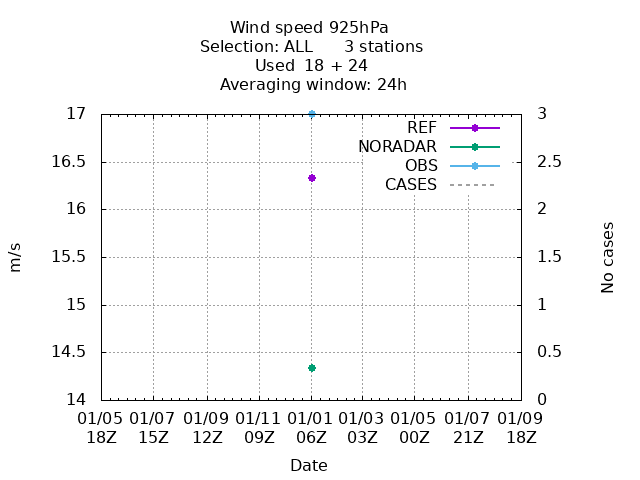 Wind speed 925hPa
Selection: ALL      3 stations
Used  18 + 24
Averaging window: 24h
17
16.5
16
15.5
15
14.5
14
m/s
3
2.5
2
1.5
1
0.5
0
No cases
REF
NORADAR
OBS
CASES
01/05 01/07 01/09 01/11 01/01 01/03 01/05 01/07 01/09
18Z 15Z 12Z 09Z 06Z 03Z 00Z 21Z 18Z
Date